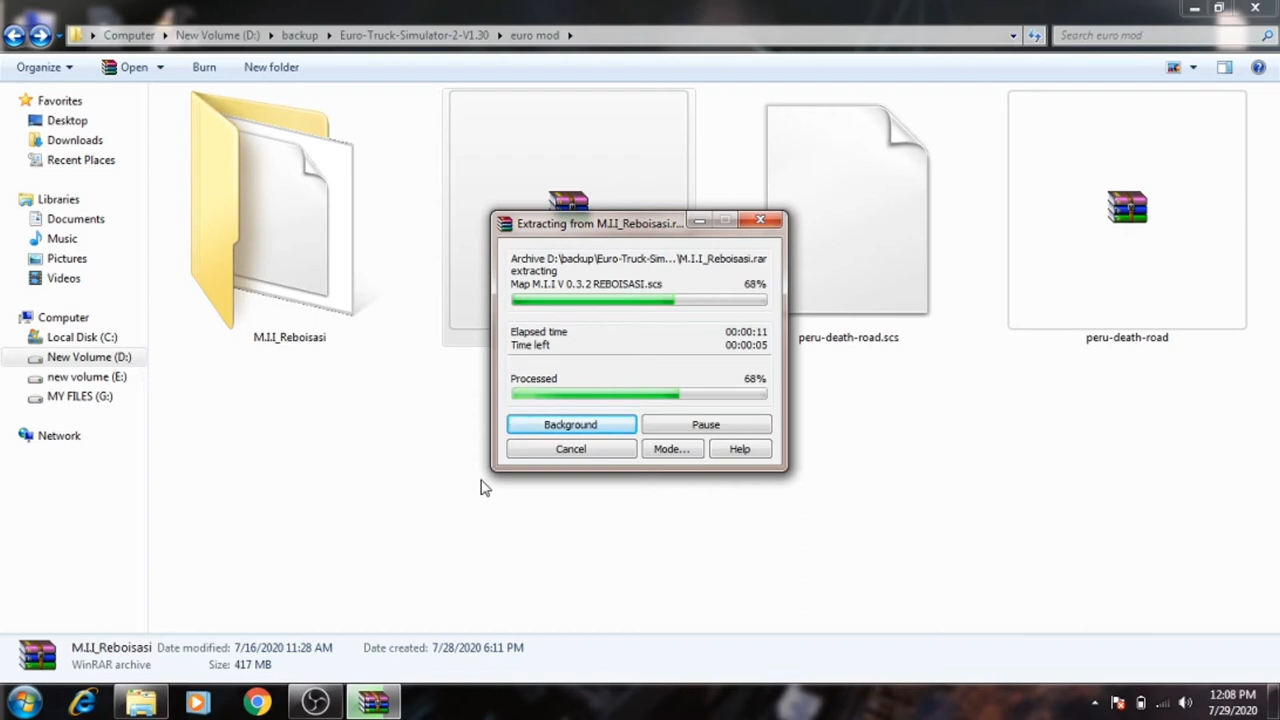 Computer
New Volume (D:)
backup
Euro-Truck-Simulator-2-V1.30
euro mod
Search euro mod
Organize
Open
Burn
New folder
Favorites
Desktop
Downloads
Recent Places
Libraries
Documents
Music
Pictures
Videos
Computer
Local Disk (C:)
New Volume (D:)
new volume (E:)
MY FILES (G:)
Network
M.I.I_Reboisasi
peru-death-road.scs
peru-death-road
Extracting from M.I.I_Reboisasi.r...
Archive D:\backup\Euro-Truck-Sim...\M.I.I_Reboisasi.rar
extracting
Map M.I.I V 0.3.2 REBOISASI.scs 68%
Elapsed time 00:00:11
Time left 00:00:05
Processed 68%
Background
Pause
Cancel
Mode...
Help
M.I.I_Reboisasi Date modified: 7/16/2020 11:28 AM Date created: 7/28/2020 6:11 PM
WinRAR archive Size: 417 MB
12:08 PM
7/29/2020